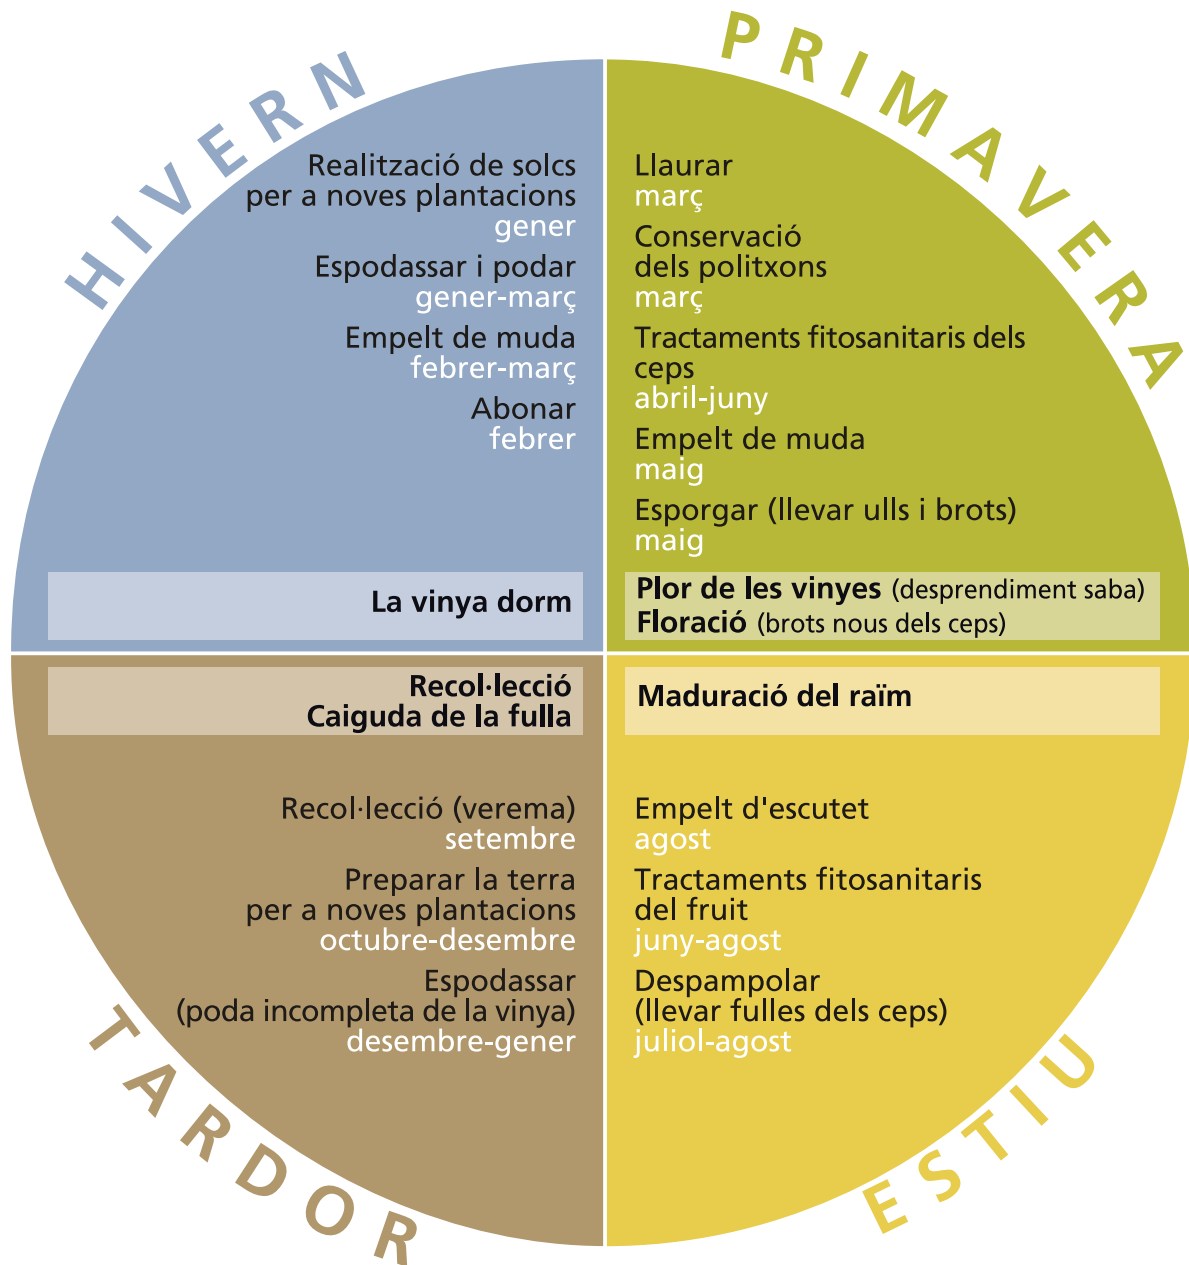 HIVERN
Realització de solcs
per a noves plantacions
gener
Espodassar i podar
gener-març
Empelt de muda
febrer-març
Abonar
febrer
La vinya dorm
PRIMAVERA
Llaurar
març
Conservació
dels politxons
març
Tractaments fitosanitaris dels
ceps
abril-juny
Empelt de muda
maig
Esporgar (llevar ulls i brots)
maig
Plor de les vinyes (desprendiment saba)
Floració (brots nous dels ceps)
Recol·lecció
Caiguda de la fulla
Recol·lecció (verema)
setembre
Preparar la terra
per a noves plantacions
octubre-desembre
Espodassar
(poda incompleta de la vinya)
desembre-gener
TARDOR
Maduració del raïm
Empelt d'escutet
agost
Tractaments fitosanitaris
del fruit
juny-agost
Despampolar
(llevar fulles dels ceps)
juliol-agost
ESTIU